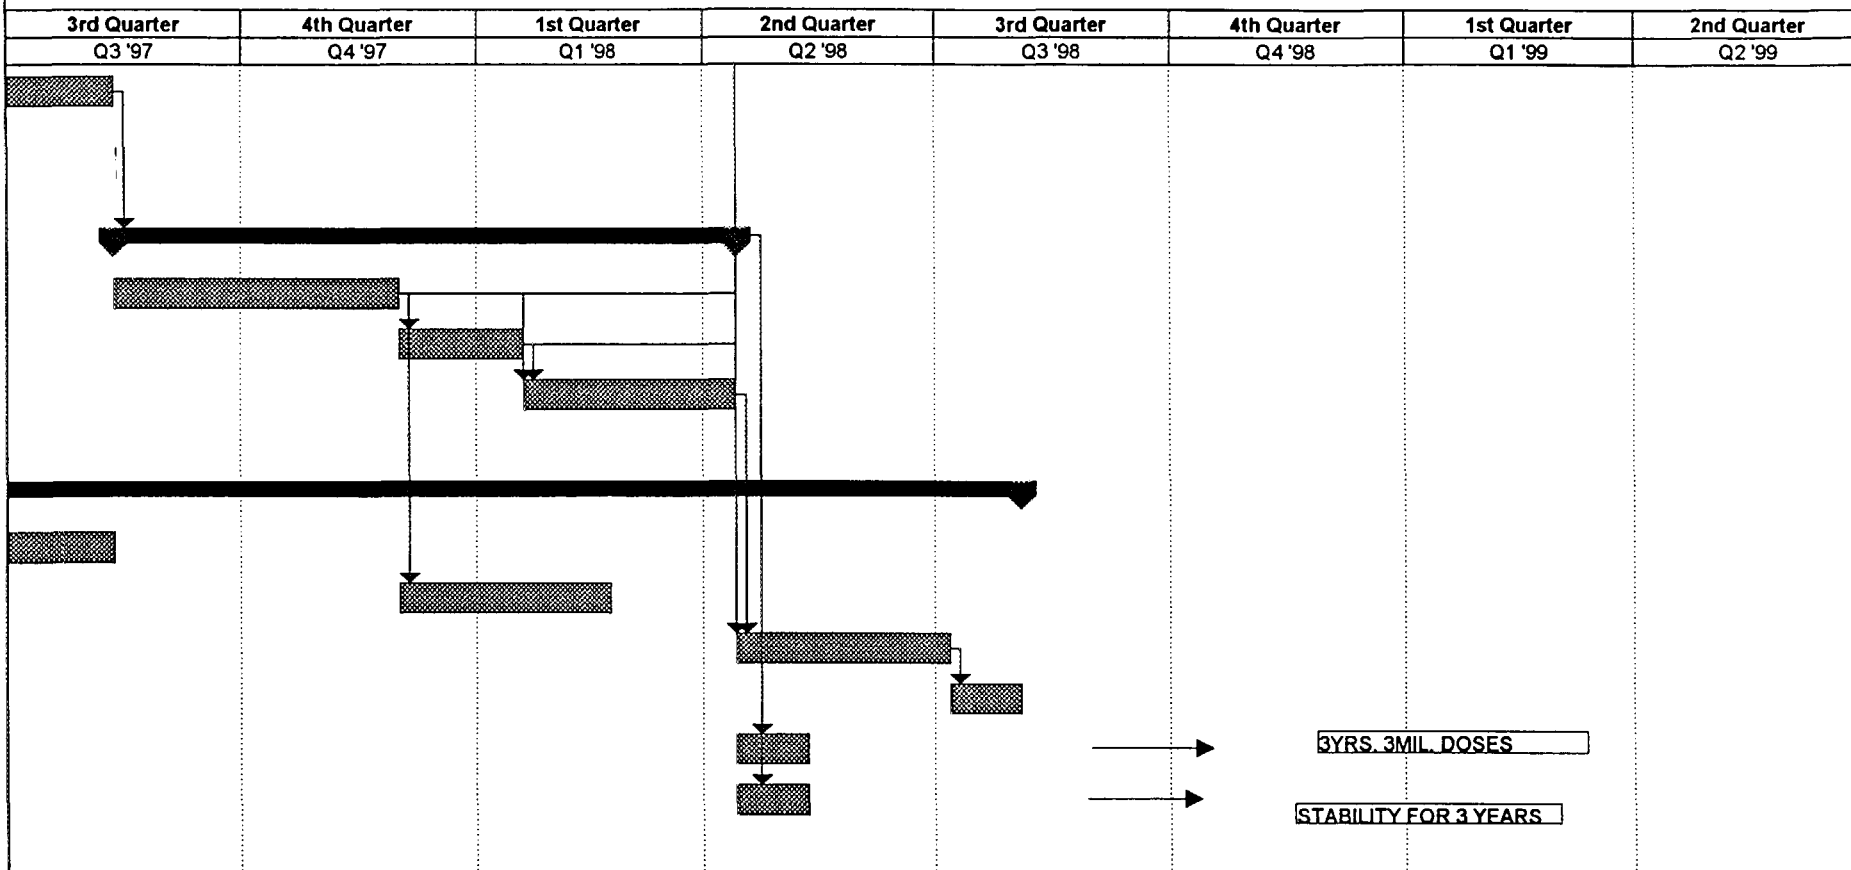 3rd Quarter 4th Quarter 1st Quarter 2nd Quarter 3rd Quarter 4th Quarter 1st Quarter 2nd Quarter
Q3 '97 Q4 '97 Q1 '98 Q2 '98 Q3 '98 Q4 '98 Q1 '99 Q2 '99
3YRS. 3MIL. DOSES
STABILITY FOR 3 YEARS